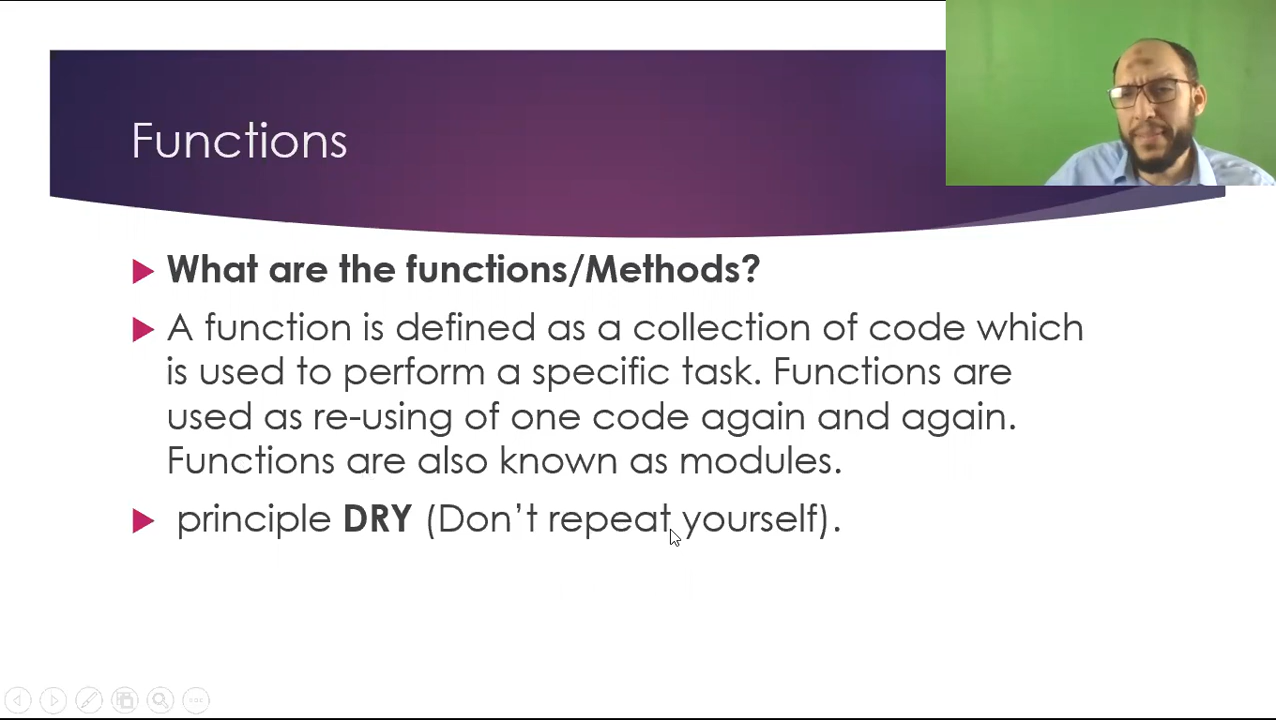 Functions
What are the functions/Methods?
A function is defined as a collection of code which
is used to perform a specific task. Functions are
used as re-using of one code again and again.
Functions are also known as modules.
principle DRY (Don’t repeat yourself).